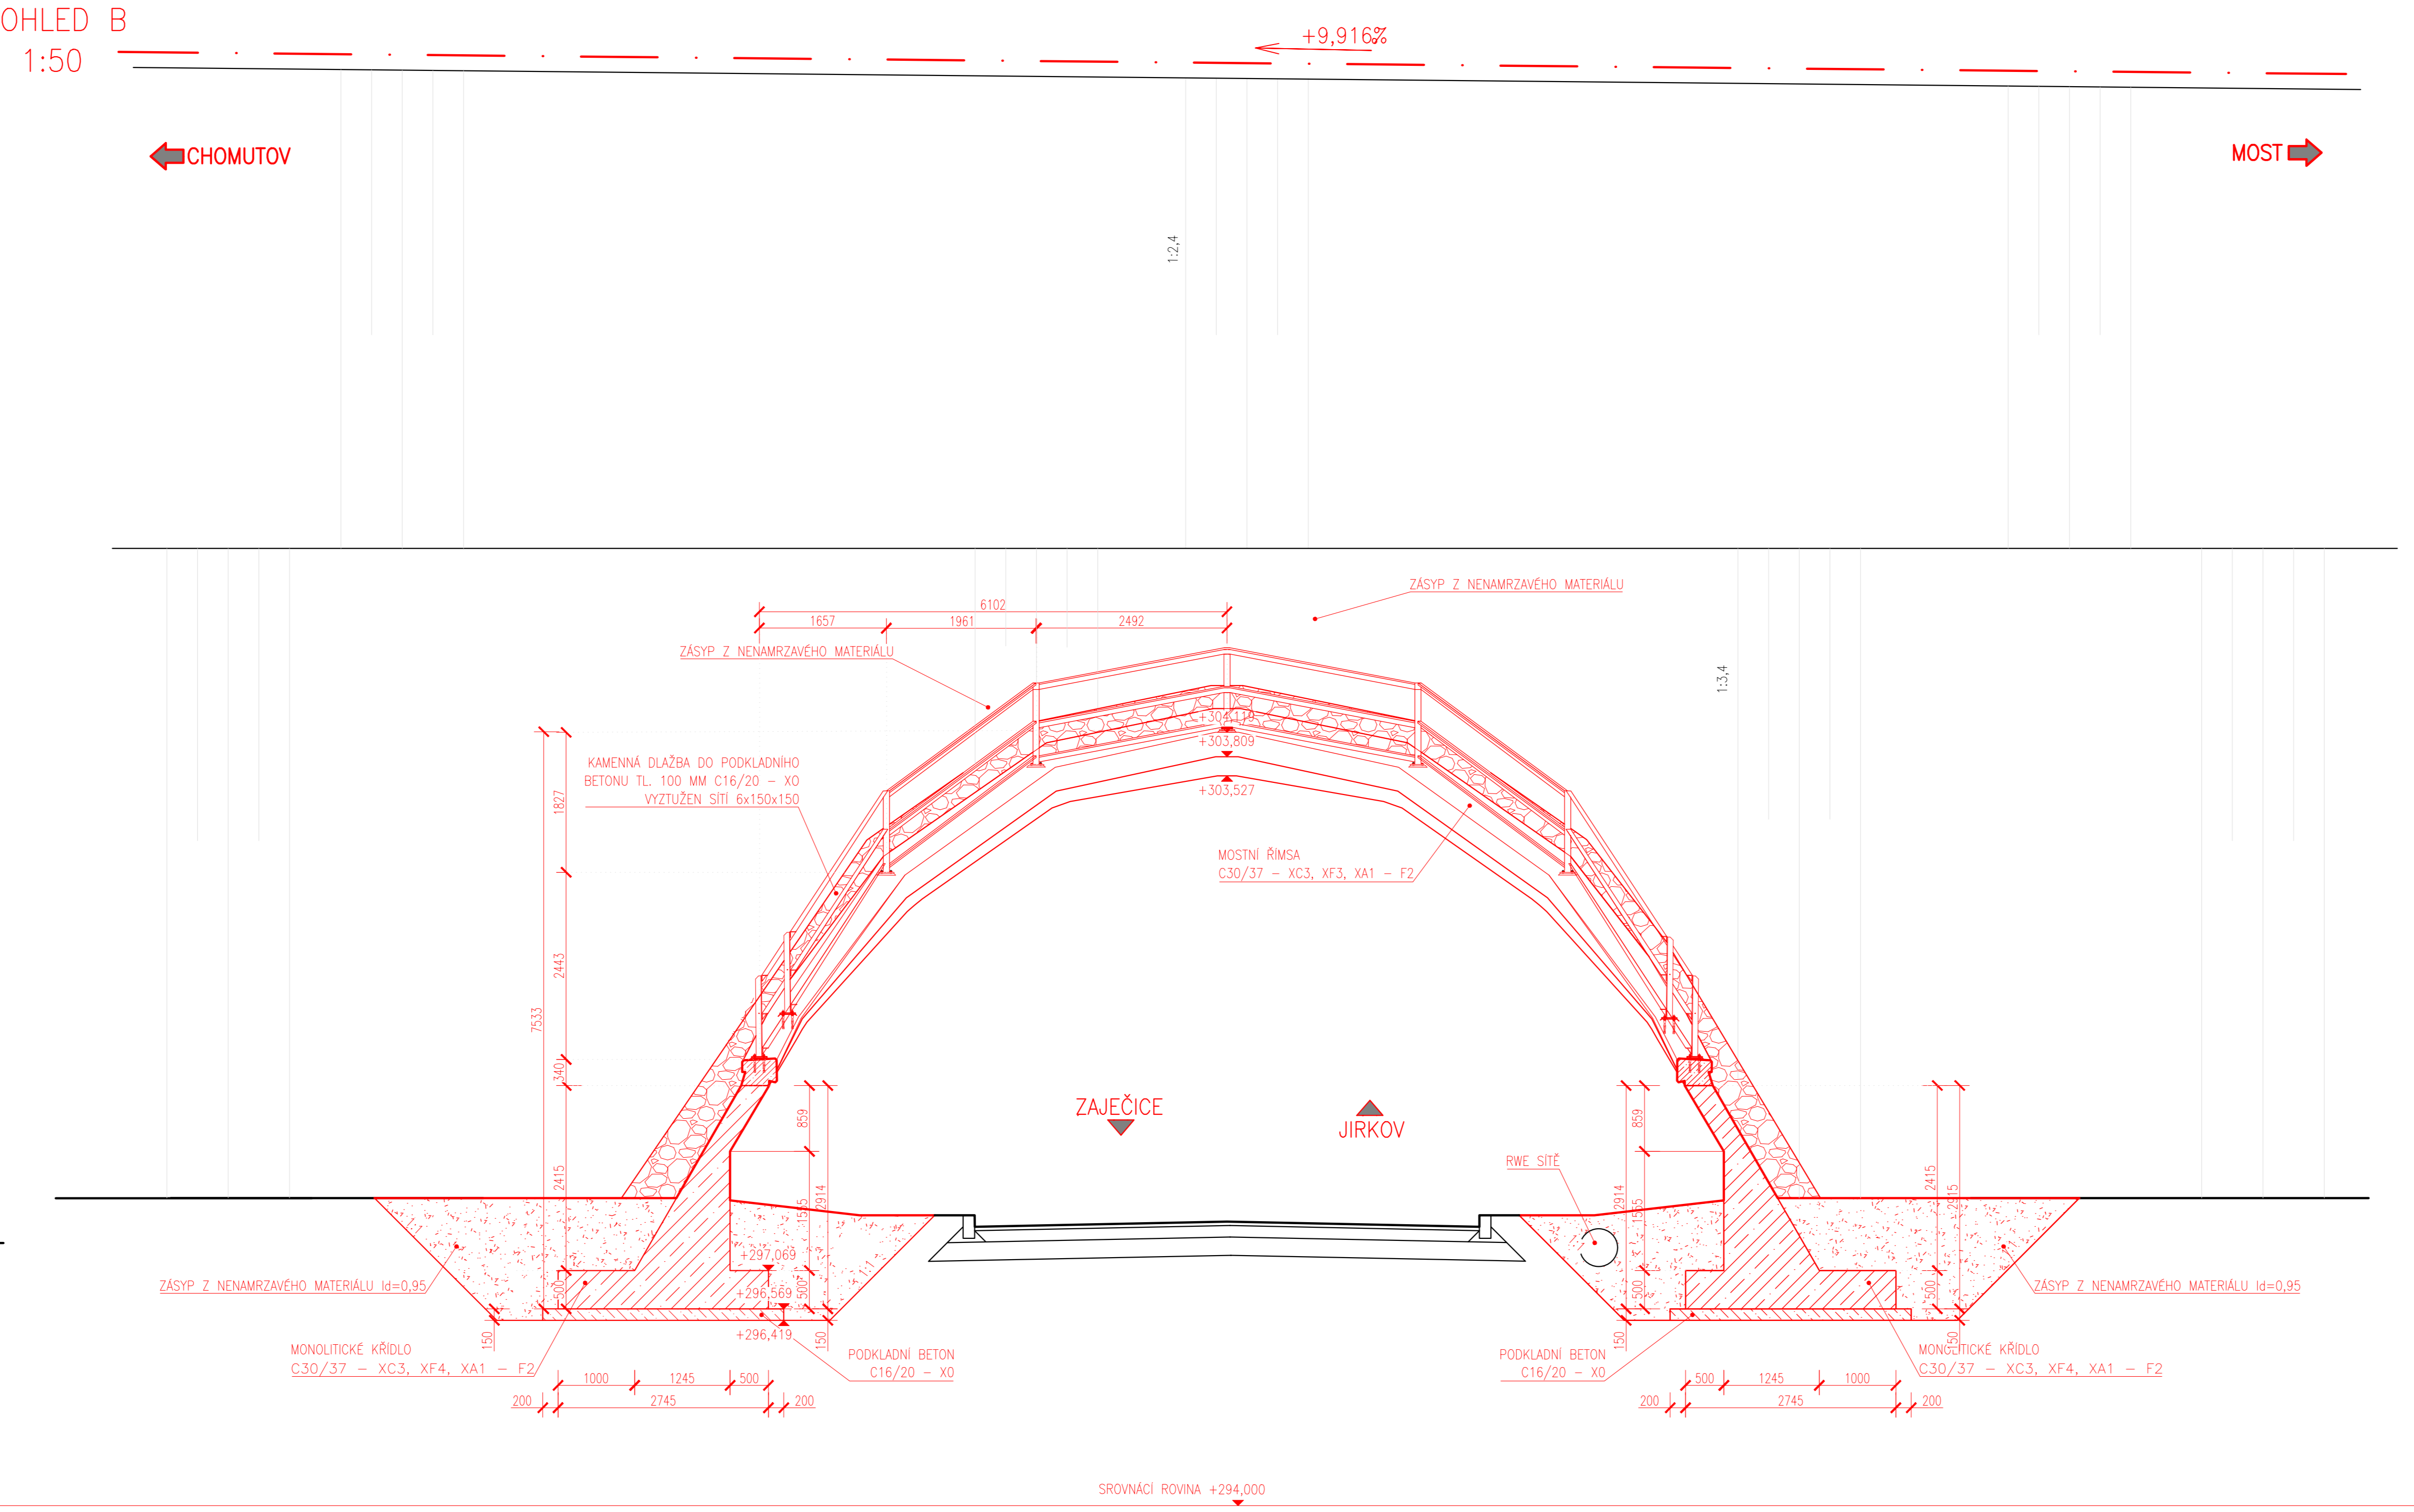 OHLED B
1:50
+9,916%
CHOMUTOV
MOST
1:2,4
ZÁSYP Z NENAMRZAVÉHO MATERIÁLU
6102
1657
1961
2492
ZÁSYP Z NENAMRZAVÉHO MATERIÁLU
1:3,4
+304,119
+303,809
+303,527
KAMENNÁ DLAŽBA DO PODKLADNÍHO
BETONU TL. 100 MM C16/20 – XO
VYZTUŽEN SÍTÍ 6x150x150
1827
MOSTNÍ ŘÍMSA
C30/37 – XC3, XF3, XA1 – F2
2443
7533
340
2415
859
1555
2914
500
500
150
150
ZAJEČICE
JIRKOV
RWE SÍTĚ
859
1555
2914
500
150
2415
2915
500
150
+297,069
+296,569
+296,419
ZÁSYP Z NENAMRZAVÉHO MATERIÁLU Id=0,95
ZÁSYP Z NENAMRZAVÉHO MATERIÁLU Id=0,95
MONOLITICKÉ KŘÍDLO
C30/37 – XC3, XF4, XA1 – F2
PODKLADNÍ BETON
C16/20 – X0
PODKLADNÍ BETON
C16/20 – X0
MONOLITICKÉ KŘÍDLO
C30/37 – XC3, XF4, XA1 – F2
1000
1245
500
200
2745
200
500
1245
1000
200
2745
200
SROVNÁCÍ ROVINA +294,000